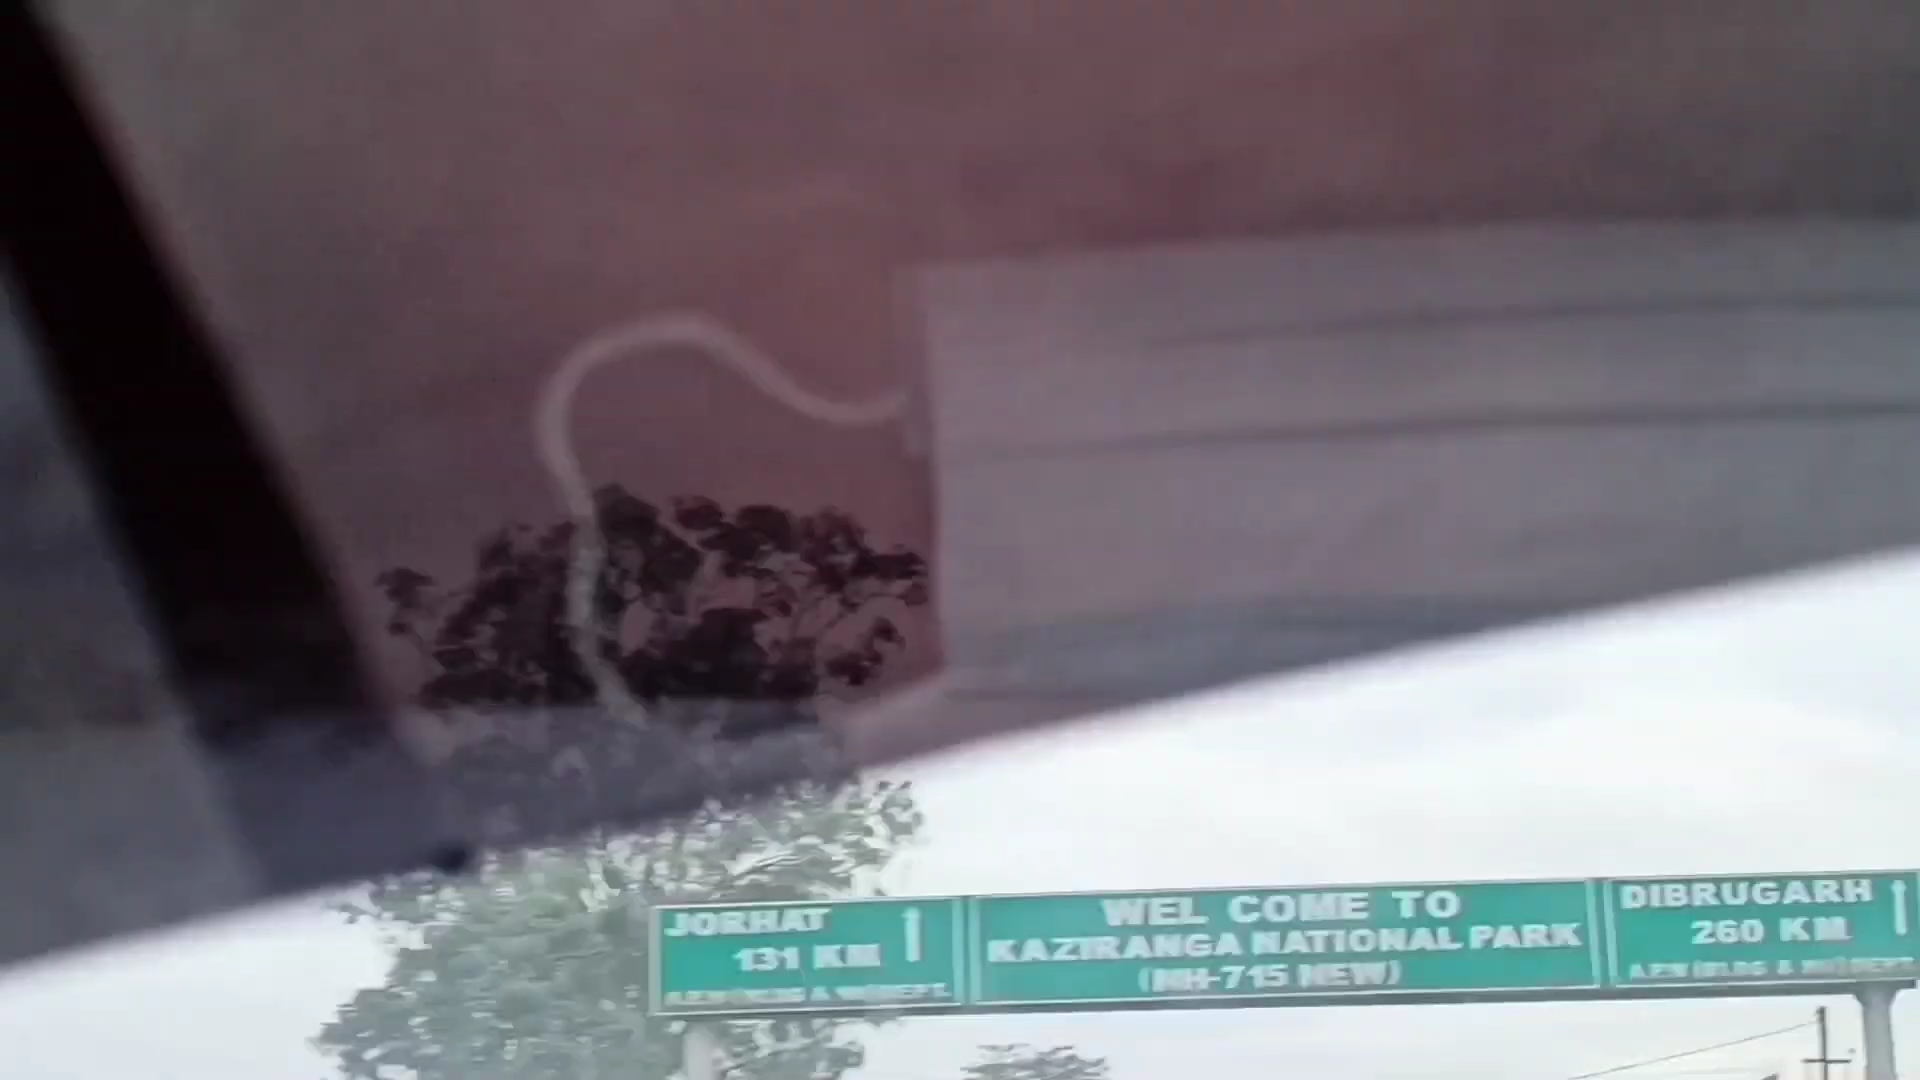 JORHAT
131 KM
WEL COME TO
KAZIRANGA NATIONAL PARK
(NH-715 NEW)
DIBRUGARH
260 KM